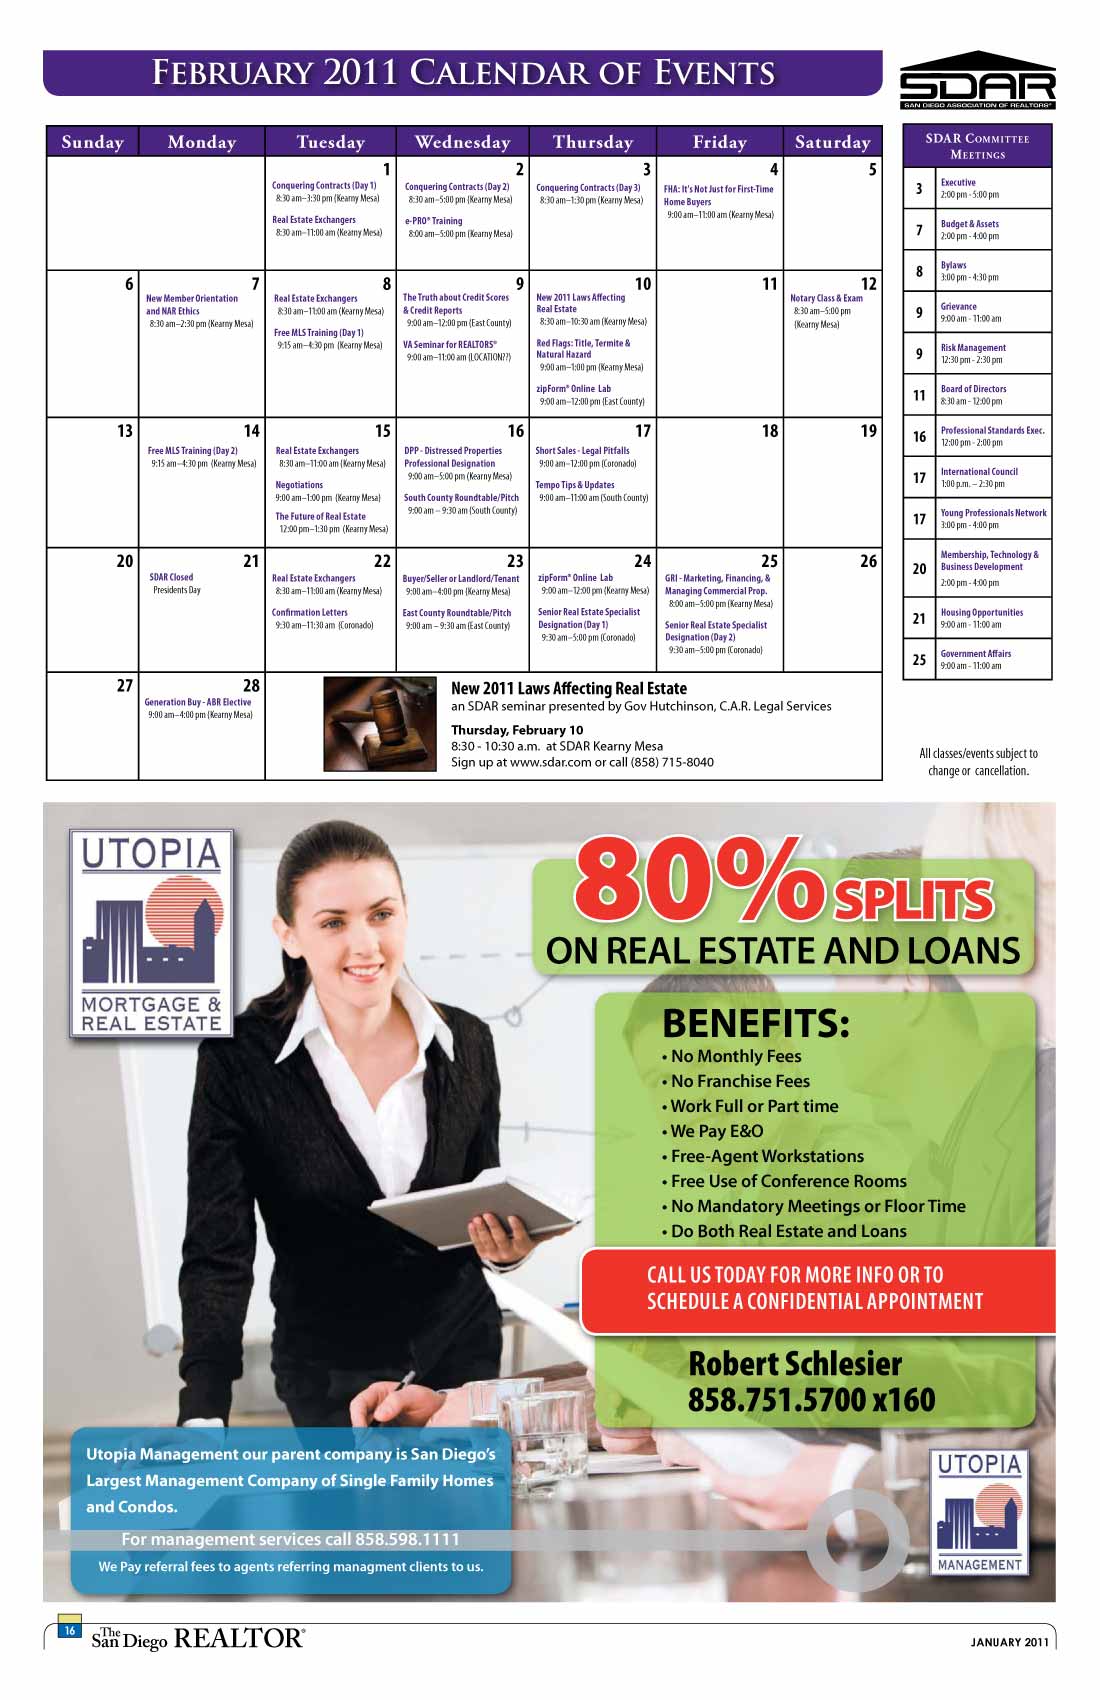 February 2011 Calendar of Events
SDAR
SAN DIEGO ASSOCIATION OF REALTORS®
Sunday Monday Tuesday Wednesday Thursday Friday Saturday
1
Conquering Contracts (Day 1)
8:30 am–3:30 pm (Kearny Mesa)
Real Estate Exchangers
8:30 am–11:00 am (Kearny Mesa)
2
Conquering Contracts (Day 2)
8:30 am–5:00 pm (Kearny Mesa)
e-PRO® Training
8:00 am–5:00 pm (Kearny Mesa)
3
Conquering Contracts (Day 3)
8:30 am–1:30 pm (Kearny Mesa)
4
FHA: It's Not Just for First-Time
Home Buyers
9:00 am–11:00 am (Kearny Mesa)
5
6
7
New Member Orientation
and NAR Ethics
8:30 am–2:30 pm (Kearny Mesa)
8
Real Estate Exchangers
8:30 am–11:00 am (Kearny Mesa)
Free MLS Training (Day 1)
9:15 am–4:30 pm (Kearny Mesa)
9
The Truth about Credit Scores
& Credit Reports
9:00 am–12:00 pm (East County)
VA Seminar for REALTORS®
9:00 am–11:00 am (LOCATION??)
10
New 2011 Laws Affecting
Real Estate
8:30 am–10:30 am (Kearny Mesa)
Red Flags: Title, Termite &
Natural Hazard
9:00 am–1:00 pm (Kearny Mesa)
zipForm® Online Lab
9:00 am–12:00 pm (East County)
11
12
Notary Class & Exam
8:30 am–5:00 pm
(Kearny Mesa)
13
14
Free MLS Training (Day 2)
9:15 am–4:30 pm (Kearny Mesa)
15
Real Estate Exchangers
8:30 am–11:00 am (Kearny Mesa)
Negotiations
9:00 am–1:00 pm (Kearny Mesa)
The Future of Real Estate
12:00 pm–1:30 pm (Kearny Mesa)
16
DPP - Distressed Properties
Professional Designation
9:00 am–5:00 pm (Kearny Mesa)
South County Roundtable/Pitch
9:00 am – 9:30 am (South County)
17
Short Sales - Legal Pitfalls
9:00 am–12:00 pm (Coronado)
Tempo Tips & Updates
9:00 am–11:00 am (South County)
18
19
20
21
SDAR Closed
Presidents Day
22
Real Estate Exchangers
8:30 am–11:00 am (Kearny Mesa)
Confirmation Letters
9:30 am–11:30 am (Coronado)
23
Buyer/Seller or Landlord/Tenant
9:00 am–4:00 pm (Kearny Mesa)
East County Roundtable/Pitch
9:00 am – 9:30 am (East County)
24
zipForm® Online Lab
9:00 am–12:00 pm (Kearny Mesa)
Senior Real Estate Specialist
Designation (Day 1)
9:30 am–5:00 pm (Coronado)
25
GRI - Marketing, Financing, &
Managing Commercial Prop.
8:00 am–5:00 pm (Kearny Mesa)
Senior Real Estate Specialist
Designation (Day 2)
9:30 am–5:00 pm (Coronado)
26
27
28
Generation Buy - ABR Elective
9:00 am–4:00 pm (Kearny Mesa)
New 2011 Laws Affecting Real Estate
an SDAR seminar presented by Gov Hutchinson, C.A.R. Legal Services
Thursday, February 10
8:30 - 10:30 a.m. at SDAR Kearny Mesa
Sign up at www.sdar.com or call (858) 715-8040
SDAR Committee
Meetings
3 Executive
2:00 pm - 5:00 pm
7 Budget & Assets
2:00 pm - 4:00 pm
8 Bylaws
3:00 pm - 4:30 pm
9 Grievance
9:00 am - 11:00 am
9 Risk Management
12:30 pm - 2:30 pm
11 Board of Directors
8:30 am - 12:00 pm
16 Professional Standards Exec.
12:00 pm - 2:00 pm
17 International Council
1:00 p.m. – 2:30 pm
17 Young Professionals Network
3:00 pm - 4:00 pm
20 Membership, Technology &
Business Development
2:00 pm - 4:00 pm
21 Housing Opportunities
9:00 am - 11:00 am
25 Government Affairs
9:00 am - 11:00 am
All classes/events subject to
change or cancellation.
UTOPIA
MORTGAGE &
REAL ESTATE
80% SPLITS
ON REAL ESTATE AND LOANS
BENEFITS:
• No Monthly Fees
• No Franchise Fees
• Work Full or Part time
• We Pay E&O
• Free-Agent Workstations
• Free Use of Conference Rooms
• No Mandatory Meetings or Floor Time
• Do Both Real Estate and Loans
CALL US TODAY FOR MORE INFO OR TO
SCHEDULE A CONFIDENTIAL APPOINTMENT
Robert Schlesier
858.751.5700 x160
Utopia Management our parent company is San Diego's
Largest Management Company of Single Family Homes
and Condos.
For management services call 858.598.1111
We Pay referral fees to agents referring managment clients to us.
UTOPIA
MANAGEMENT
16 The San Diego REALTOR®
JANUARY 2011